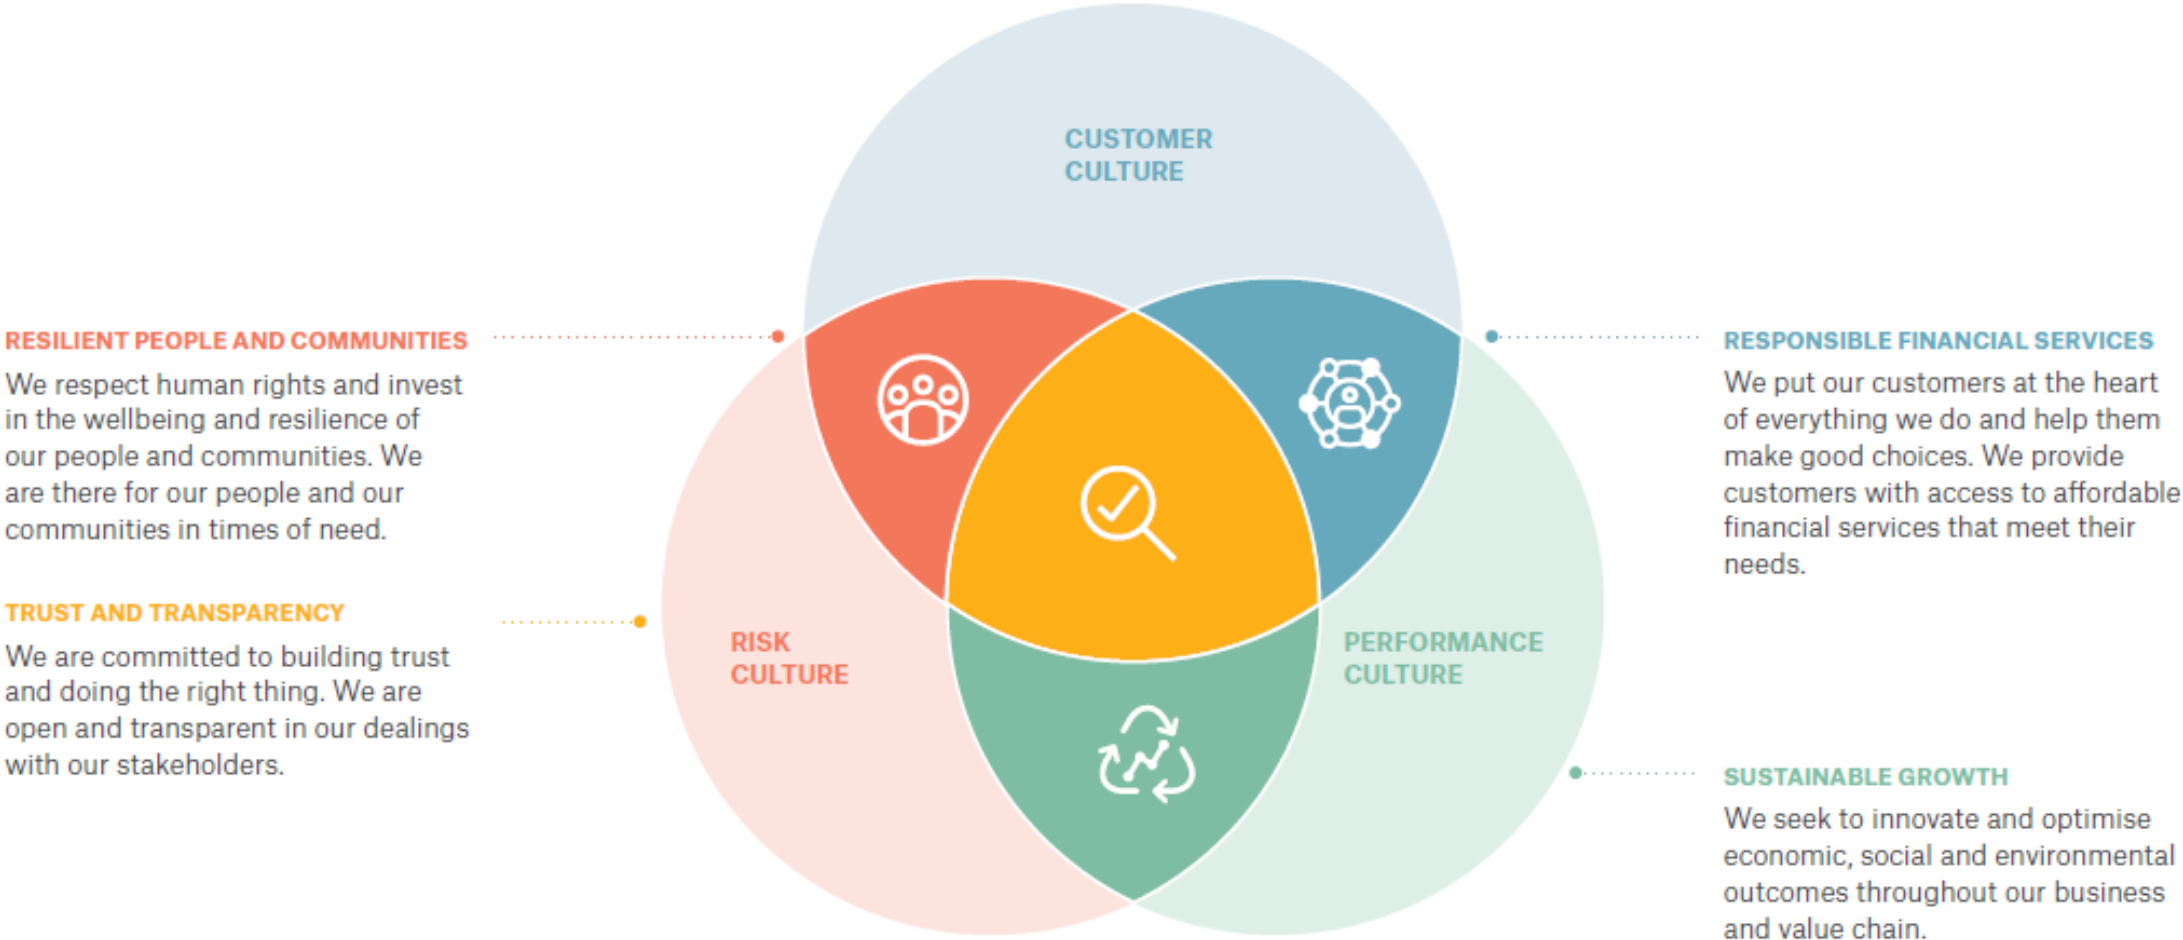 CUSTOMER
CULTURE
RESILIENT PEOPLE AND COMMUNITIES
We respect human rights and invest
in the wellbeing and resilience of
our people and communities. We
are there for our people and our
communities in times of need.
TRUST AND TRANSPARENCY
We are committed to building trust
and doing the right thing. We are
open and transparent in our dealings
with our stakeholders.
RISK
CULTURE
PERFORMANCE
CULTURE
RESPONSIBLE FINANCIAL SERVICES
We put our customers at the heart
of everything we do and help them
make good choices. We provide
customers with access to affordable
financial services that meet their
needs.
SUSTAINABLE GROWTH
We seek to innovate and optimise
economic, social and environmental
outcomes throughout our business
and value chain.